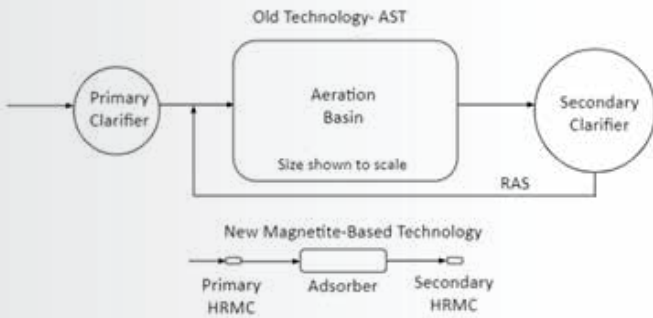 Old Technology- AST
Primary
Clarifier
Aeration
Basin
Size shown to scale
Secondary
Clarifier
RAS
New Magnetite-Based Technology
Primary
HRMC
Adsorber
Secondary
HRMC